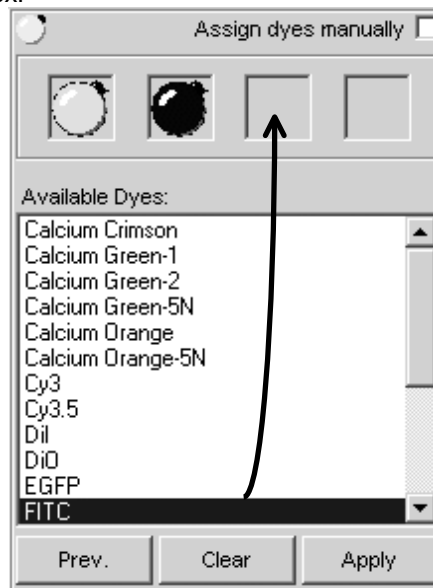 Assign dyes manually
Available Dyes:
Calcium Crimson
Calcium Green-1
Calcium Green-2
Calcium Green-5N
Calcium Orange
Calcium Orange-5N
Cy3
Cy3.5
DiI
DiO
EGFP
FITC
Prev. Clear Apply